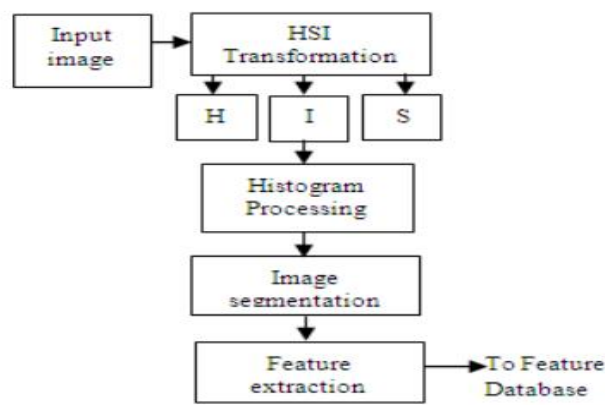 Input
image
HSI
Transformation
H
I
S
Histogram
Processing
Image
segmentation
Feature
extraction
To Feature
Database